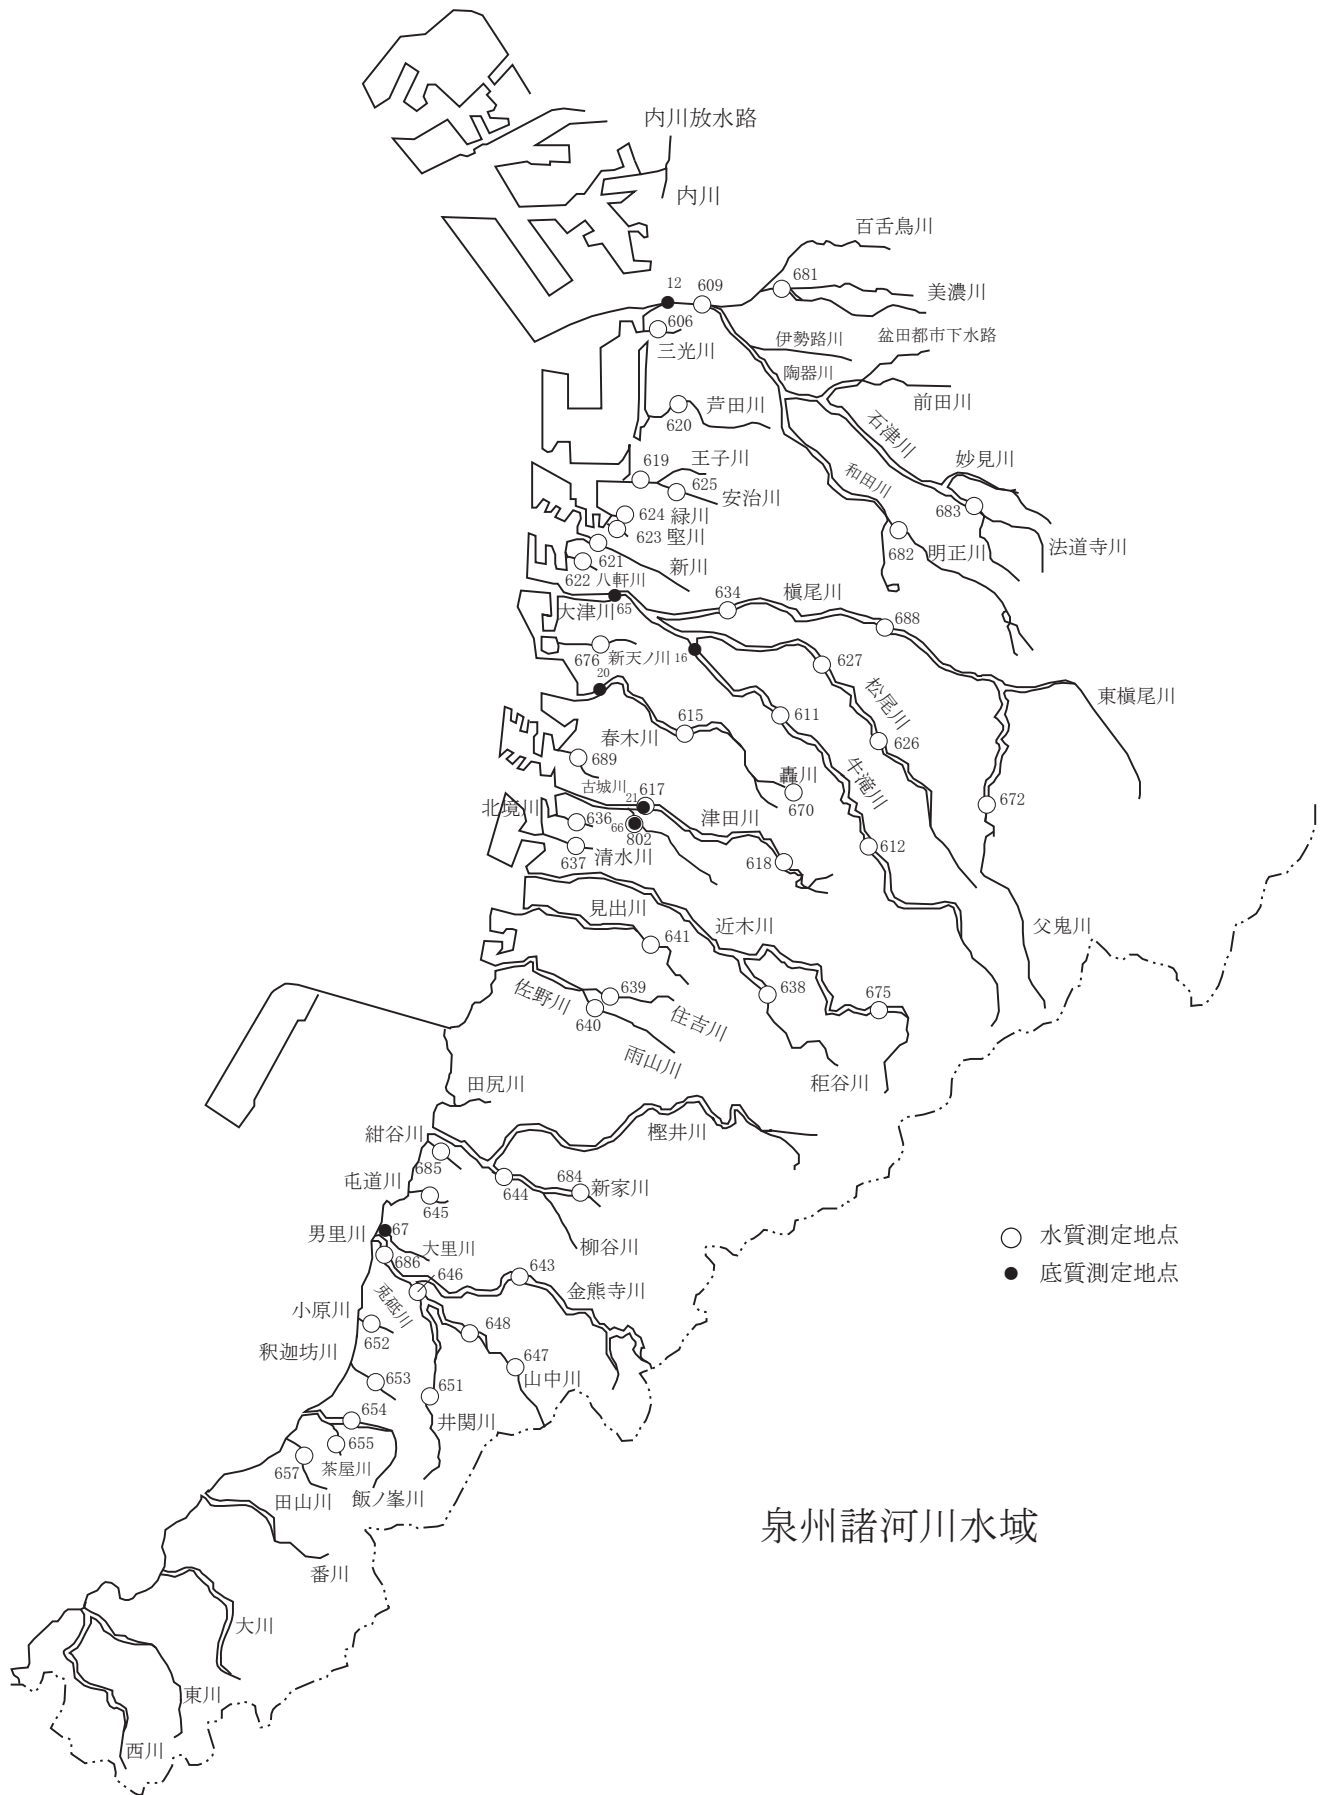 内川放水路
内川
百舌鳥川
12
609
681
美濃川
606
三光川
伊勢路川
盆田都市下水路
陶器川
前田川
芦田川
620
石津川
619
王子川
妙見川
625
安治川
和田川
683
624
緑川
623
堅川
682
明正川
法道寺川
621
新川
622
八軒川
634
槇尾川
大津川
65
688
676
新天ノ川
16
627
20
松尾川
東槇尾川
611
615
春木川
626
689
轟川
牛滝川
古城川
21
617
670
672
北境川
636
66
802
津田川
637
清水川
618
612
見出川
近木川
父鬼川
641
佐野川
639
638
675
640
住吉川
雨山川
秬谷川
田尻川
紺谷川
樫井川
685
684
新家川
屯道川
644
645
男里川
67
大里川
柳谷川
水質測定地点
686
646
643
底質測定地点
金熊寺川
兎砥川
小原川
652
648
釈迦坊川
647
653
651
山中川
654
井関川
655
657
茶屋川
田山川
飯ノ峯川
泉州諸河川水域
番川
大川
東川
西川